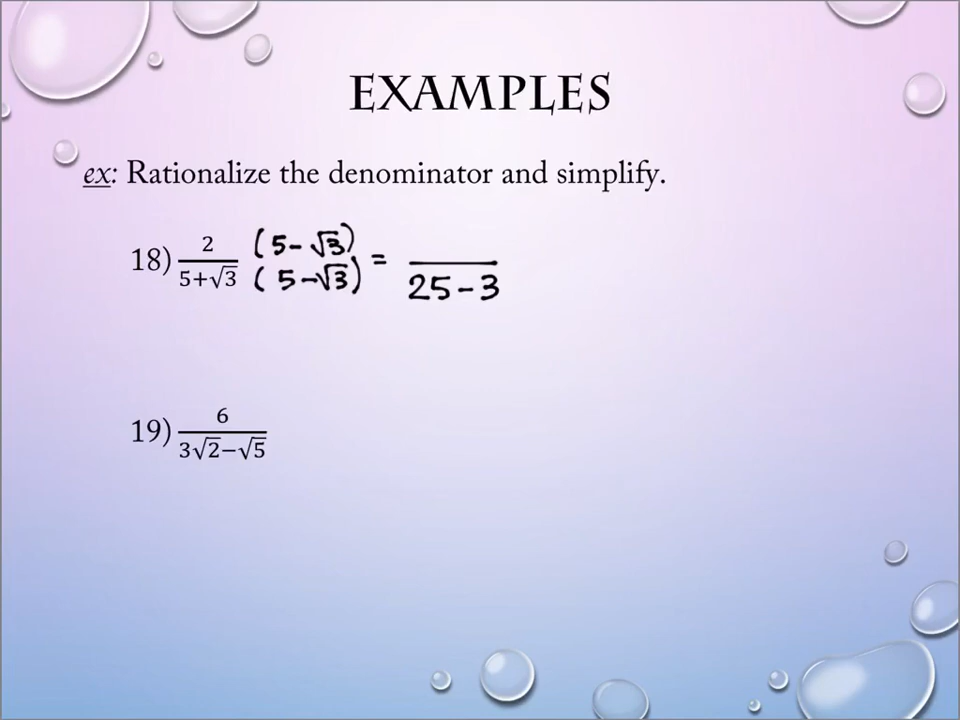 EXAMPLES
ex: Rationalize the denominator and simplify.
18) 2/(5+√3) (5-√3)/(5-√3) = /(25-3)
19) 6/(3√2−√5)